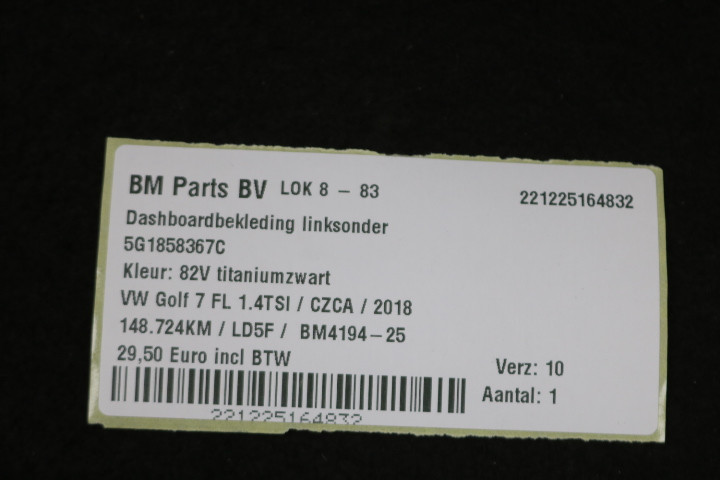 BM Parts BV LOK 8 - 83 221225164832
Dashboardbekleding linksonder
5G1858367C
Kleur: 82V titaniumzwart
VW Golf 7 FL 1.4TSI / CZCA / 2018
148.724KM / LD5F / BM4194-25
29,50 Euro incl BTW Verz: 10
Aantal: 1
221225164832